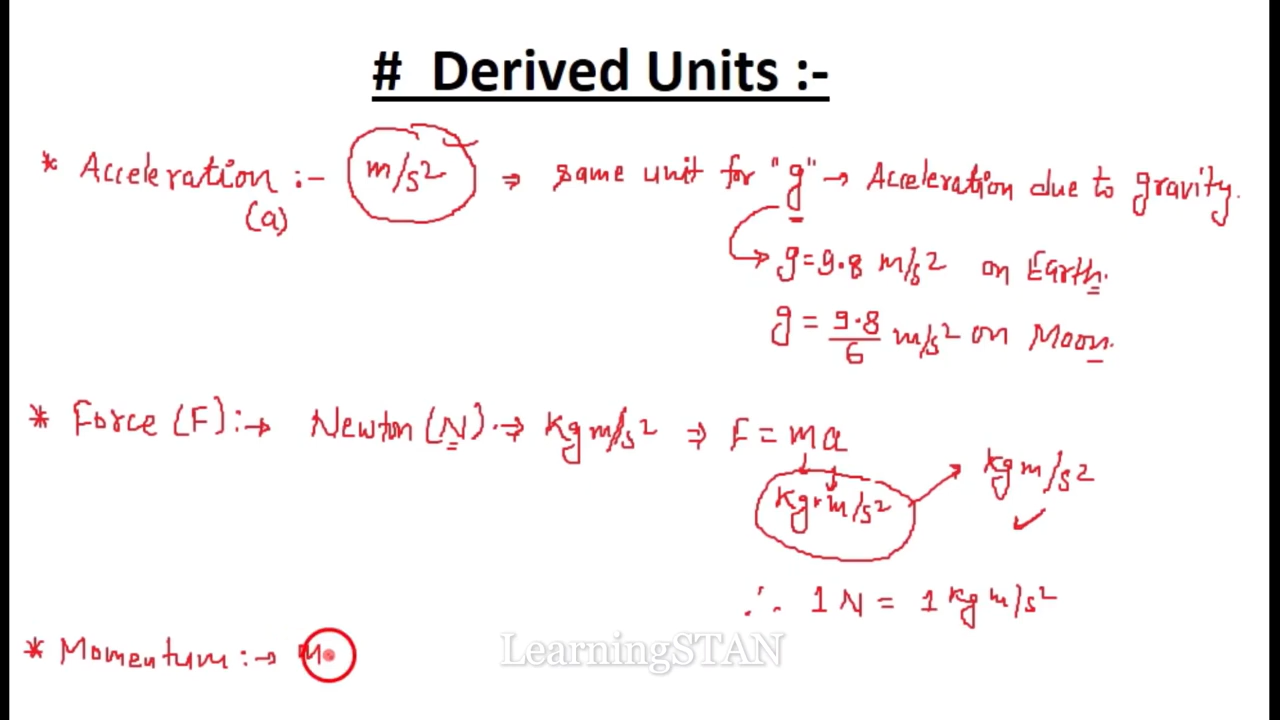 # Derived Units :-
* Acceleration :- m/s² ⇒ same unit for "g" → Acceleration due to gravity.
(a)
g = 9.8 m/s² on Earth.
g = 9.8/6 m/s² on Moon.
* Force (F) :→ Newton (N) ·→ kg m/s² ⇒ F = ma
kg × m/s²
kg m/s²
∴ 1 N = 1 kg m/s²
* Momentum :→ M
LearningSTAN